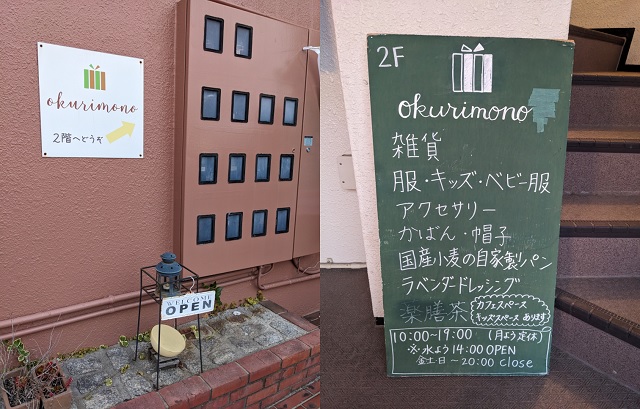 okurimono
2階へどうぞ
WELCOME
OPEN
2F
okurimono
雑貨
服・キッズ・ベビー服
アクセサリー
かばん・帽子
国産小麦の自家製パン
ラベンダドレッシング
薬膳茶
カフェスペース
キッズスペース あります
10:00~19:00 (月よう定休)
※水よう14:00 OPEN
金土日~20:00 close